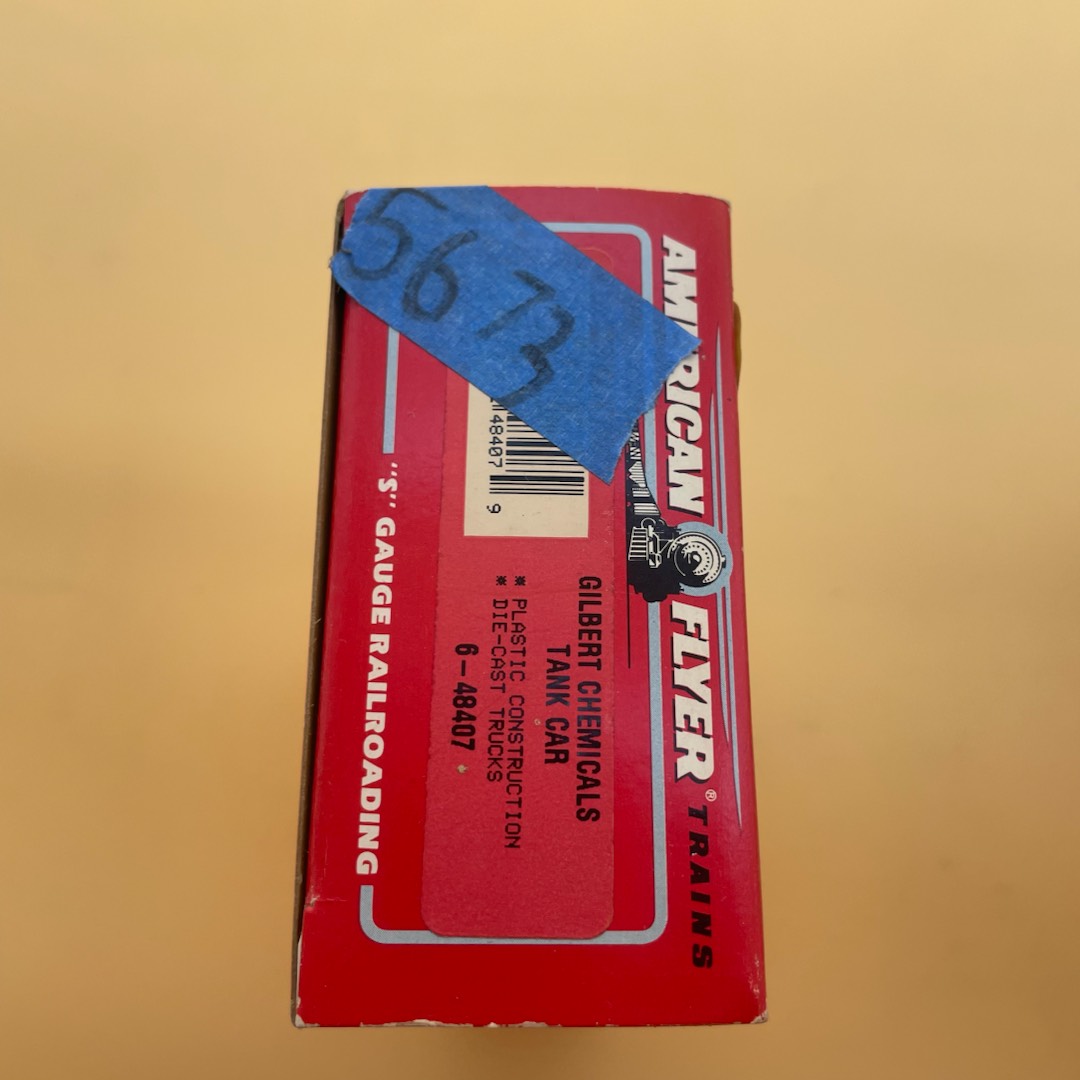 5673
AMERICAN FLYER® TRAINS
48407 9
GILBERT CHEMICALS
TANK CAR
※ PLASTIC CONSTRUCTION
※ DIE-CAST TRUCKS
6-48407
"S" GAUGE RAILROADING